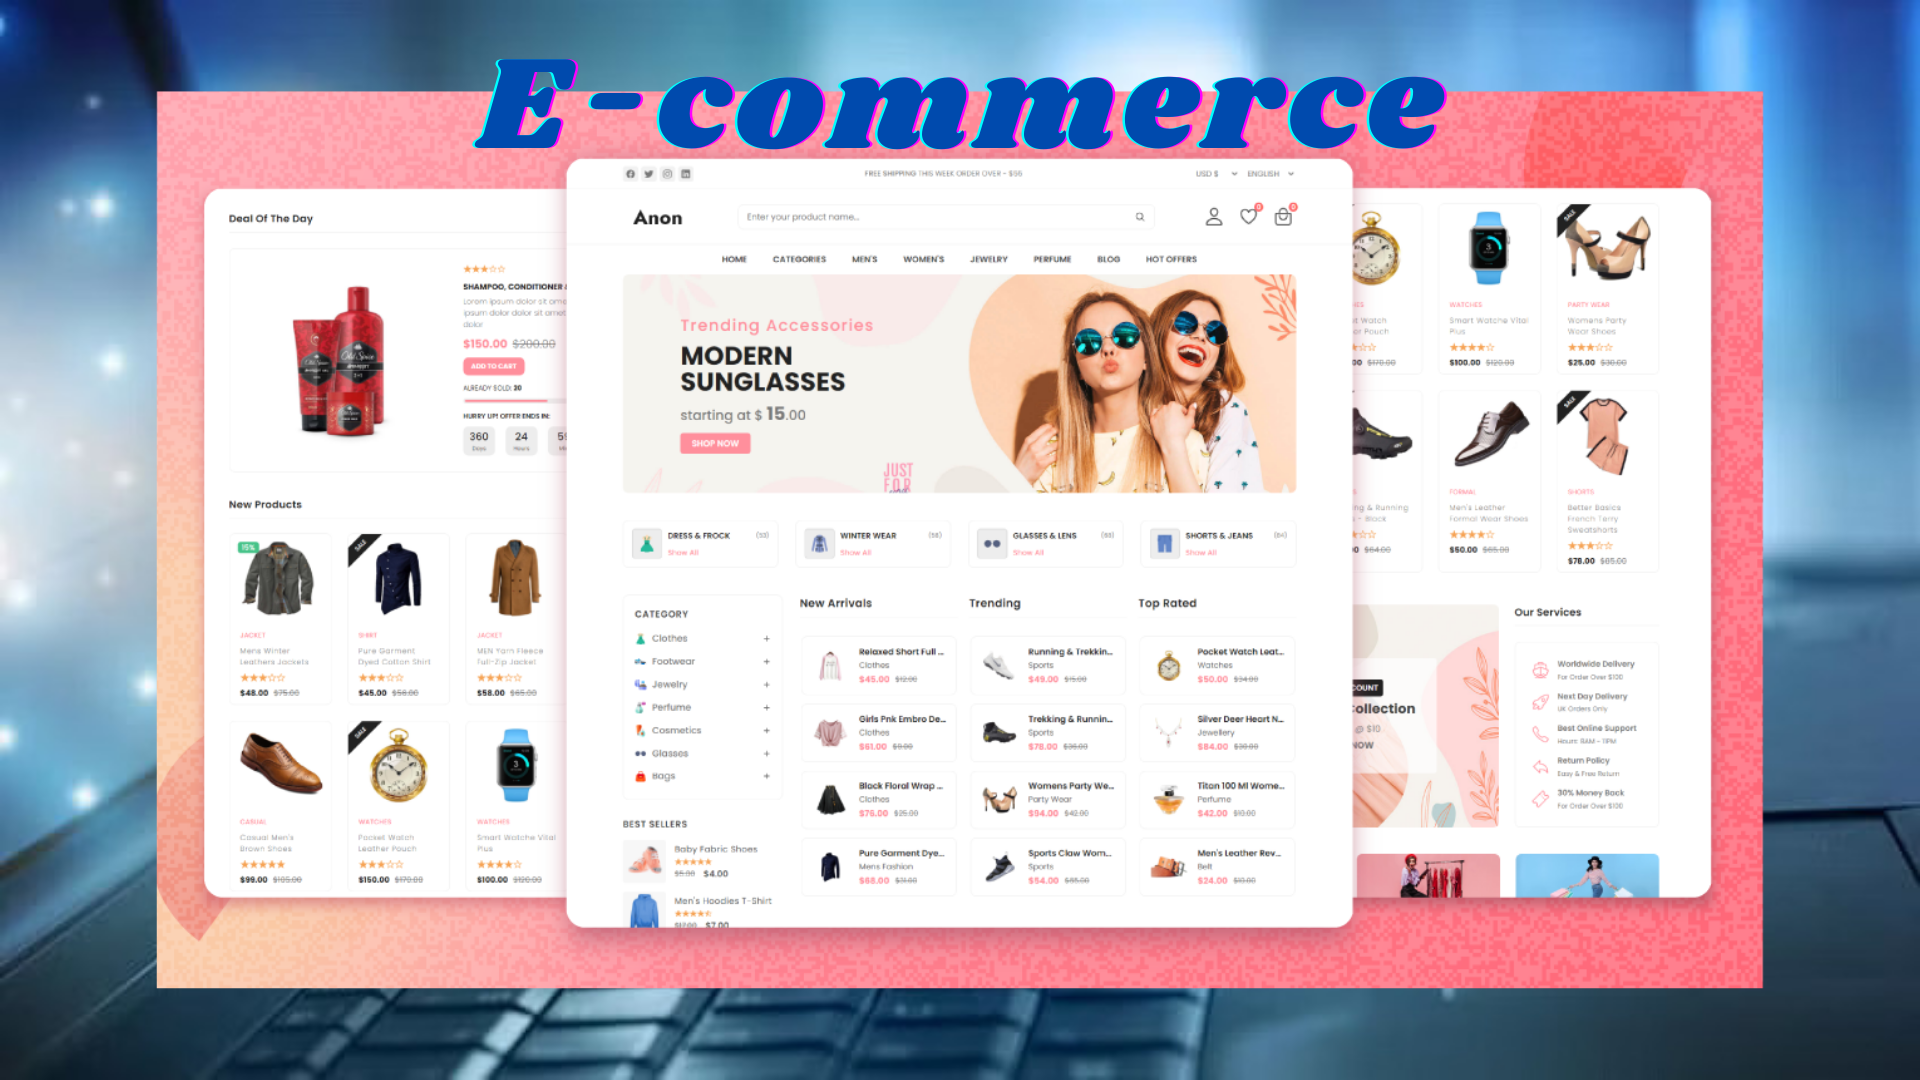 E-commerce
FREE SHIPPING THIS WEEK ORDER OVER - $55
USD $
ENGLISH
Anon
Enter your product name...
0
0
HOME
CATEGORIES
MEN'S
WOMEN'S
JEWELRY
PERFUME
BLOG
HOT OFFERS
Trending Accessories
MODERN
SUNGLASSES
starting at $ 15.00
SHOP NOW
JUST
FOR
DRESS & FROCK
(53)
Show All
WINTER WEAR
(58)
Show All
GLASSES & LENS
(68)
Show All
SHORTS & JEANS
(84)
Show All
CATEGORY
Clothes
Footwear
Jewelry
Perfume
Cosmetics
Glasses
Bags
BEST SELLERS
Baby Fabric Shoes
$5.00 $4.00
Men's Hoodies T-Shirt
$17.00 $7.00
New Arrivals
Relaxed Short Full ...
Clothes
$45.00 $12.00
Girls Pnk Embro De...
Clothes
$61.00 $9.00
Black Floral Wrap ...
Clothes
$76.00 $25.00
Pure Garment Dye...
Mens Fashion
$68.00 $31.00
Trending
Running & Trekkin...
Sports
$49.00 $15.00
Trekking & Runnin...
Sports
$78.00 $36.00
Womens Party We...
Party Wear
$94.00 $42.00
Sports Claw Wom...
Sports
$54.00 $65.00
Top Rated
Pocket Watch Leat...
Watches
$50.00 $34.00
Silver Deer Heart N...
Jewellery
$84.00 $30.00
Titan 100 Ml Wome...
Perfume
$42.00 $10.00
Men's Leather Rev...
Belt
$24.00 $10.00
Deal Of The Day
SHAMPOO, CONDITIONER &
Lorem ipsum dolor sit ame
ipsum dolor dolor sit amet
dolor
$150.00 $200.00
ADD TO CART
ALREADY SOLD: 20
HURRY UP! OFFER ENDS IN:
360
Days
24
Hours
Old Spice
Old Spice
New Products
15%
JACKET
Mens Winter
Leathers Jackets
$48.00 $75.00
SALE
SHIRT
Pure Garment
Dyed Cotton Shirt
$45.00 $56.00
JACKET
MEN Yarn Fleece
Full-Zip Jacket
$58.00 $65.00
CASUAL
Casual Men's
Brown Shoes
$99.00 $105.00
SALE
WATCHES
Pocket Watch
Leather Pouch
$150.00 $170.00
3
WATCHES
Smart Watche Vital
Plus
$100.00 $120.00
HES
Watch
Pouch
00 $170.00
3
WATCHES
Smart Watche Vital
Plus
$100.00 $120.00
SALE
PARTY WEAR
Womens Party
Wear Shoes
$25.00 $30.00
ng & Running
- Black
$64.00
FORMAL
Men's Leather
Formal Wear Shoes
$50.00 $65.00
SALE
SHORTS
Better Basics
French Terry
Sweatshorts
$78.00 $85.00
COUNT
ollection
@ $10
NOW
Our Services
Worldwide Delivery
For Order Over $100
Next Day Delivery
UK Orders Only
Best Online Support
Hours: 8AM - 11PM
Return Policy
Easy & Free Return
30% Money Back
For Order Over $100